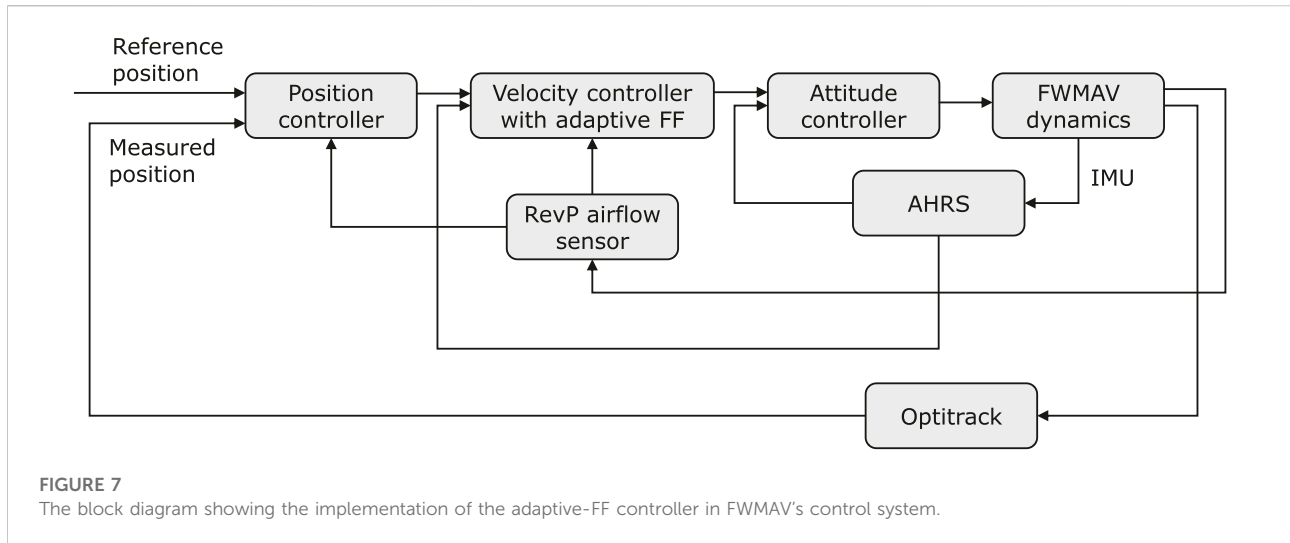 Reference
position
Position
controller
Velocity controller
with adaptive FF
Attitude
controller
FWMAV
dynamics
Measured
position
IMU
AHRS
RevP airflow
sensor
Optitrack
FIGURE 7
The block diagram showing the implementation of the adaptive-FF controller in FWMAV's control system.